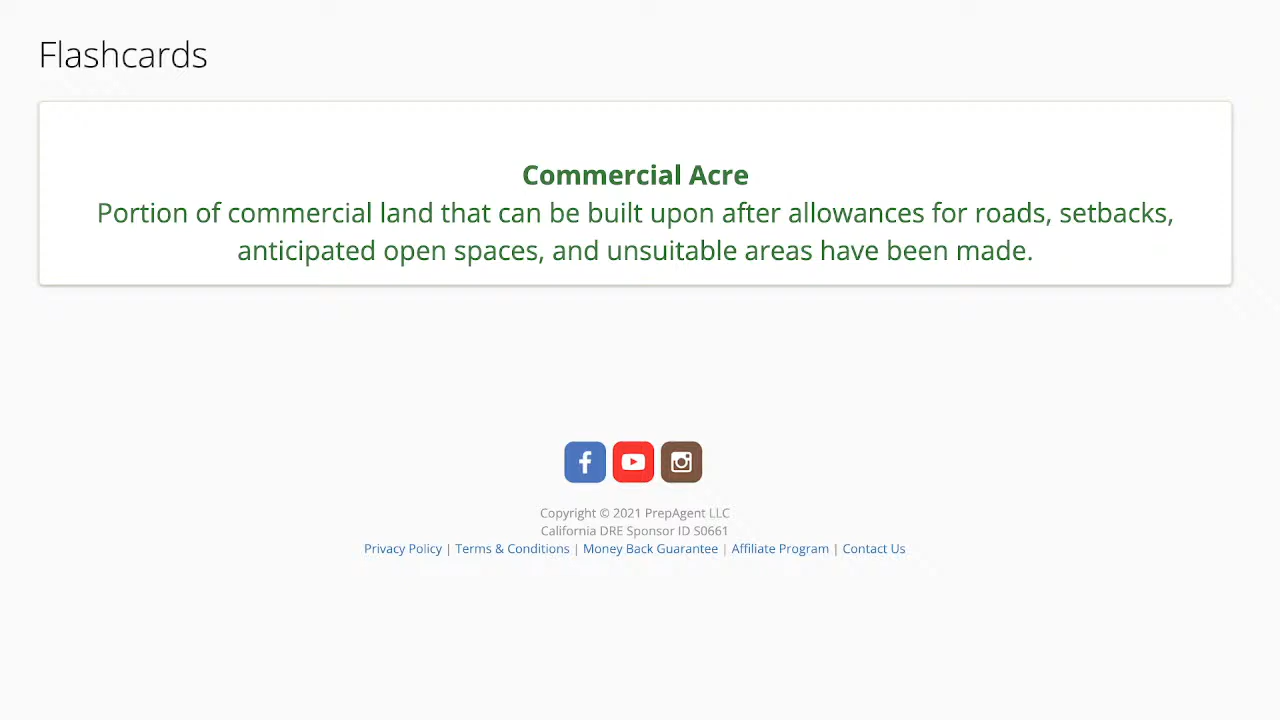 Flashcards
Commercial Acre
Portion of commercial land that can be built upon after allowances for roads, setbacks,
anticipated open spaces, and unsuitable areas have been made.
Copyright © 2021 PrepAgent LLC
California DRE Sponsor ID S0661
Privacy Policy | Terms & Conditions | Money Back Guarantee | Affiliate Program | Contact Us